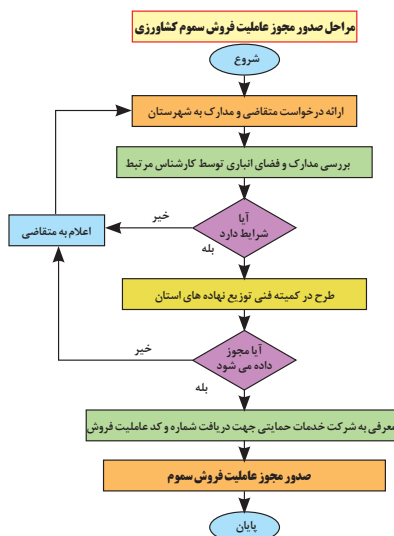 مراحل صدور مجوز عاملیت فروش سموم کشاورزی
شروع
ارائه درخواست متقاضی و مدارک به شهرستان
بررسی مدارک و فضای انباری توسط کارشناس مرتبط
آیا
شرایط دارد
خیر
اعلام به متقاضی
بله
طرح در کمیته فنی توزیع نهاده های استان
آیا مجوز
داده می شود
خیر
بله
معرفی به شرکت خدمات حمایتی جهت دریافت شماره و کد عاملیت فروش
صدور مجوز عاملیت فروش سموم
پایان